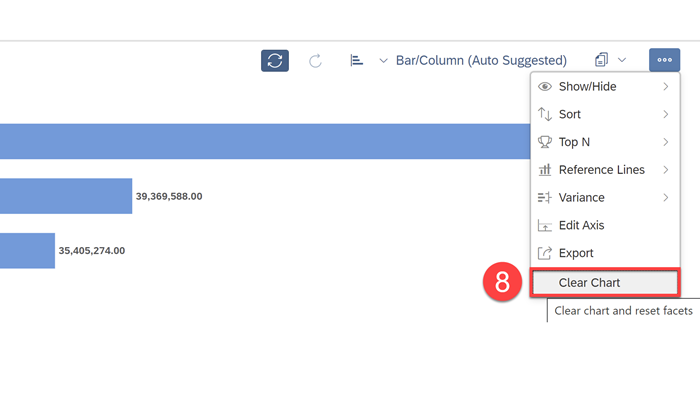 Bar/Column (Auto Suggested)
Show/Hide
Sort
Top N
39,369,588.00
Reference Lines
Variance
Edit Axis
35,405,274.00
Export
8
Clear Chart
Clear chart and reset facets